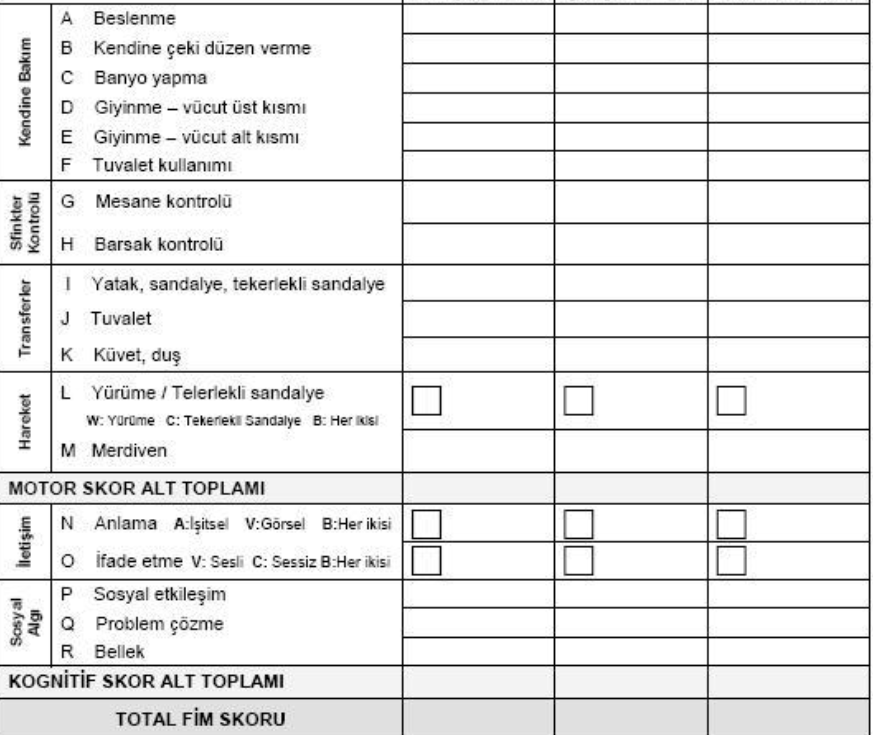 Kendine Bakım
A Beslenme
B Kendine çeki düzen verme
C Banyo yapma
D Giyinme – vücut üst kısmı
E Giyinme – vücut alt kısmı
F Tuvalet kullanımı
Sfinkter
Kontrolü
G Mesane kontrolü
H Barsak kontrolü
Transferler
I Yatak, sandalye, tekerlekli sandalye
J Tuvalet
K Küvet, duş
Hareket
L Yürüme / Telerlekli sandalye
W: Yürüme C: Tekerlekli Sandalye B: Her ikisi
M Merdiven
MOTOR SKOR ALT TOPLAMI
İletişim
N Anlama A:İşitsel V:Görsel B:Her ikisi
O İfade etme V: Sesli C: Sessiz B:Her ikisi
Sosyal
Algı
P Sosyal etkileşim
Q Problem çözme
R Bellek
KOGNİTİF SKOR ALT TOPLAMI
TOTAL FİM SKORU